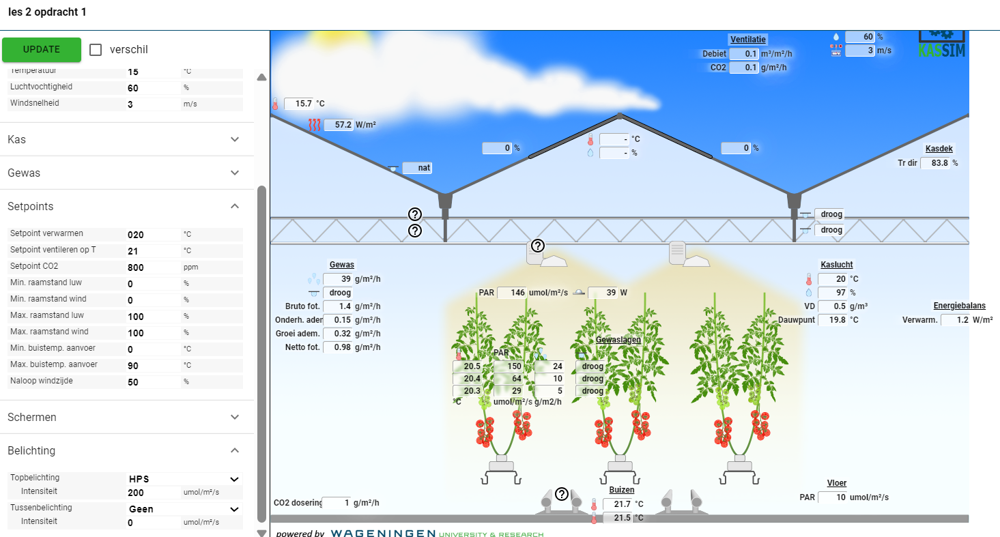 les 2 opdracht 1
UPDATE
verschil
Temperatuur 15 °C
Luchtvochtigheid 60 %
Windsnelheid 3 m/s
Kas
Gewas
Setpoints
Setpoint verwarmen 020 °C
Setpoint ventileren op T 21 °C
Setpoint CO2 800 ppm
Min. raamstand luw 0 %
Min. raamstand wind 0 %
Max. raamstand luw 100 %
Max. raamstand wind 100 %
Min. buistemp. aanvoer 0 °C
Max. buistemp. aanvoer 90 °C
Naloop windzijde 50 %
Schermen
Belichting
Topbelichting HPS
Intensiteit 200 umol/m²/s
Tussenbelichting Geen
Intensiteit 0 umol/m²/s
Ventilatie
Debiet 0.1 m³/m²/h
CO2 0.1 g/m²/h
60 %
3 m/s
KASSIM
15.7 °C
57.2 W/m²
nat
0 %
- °C
- %
0 %
Kasdek
Tr dir 83.8 %
?
?
droog
droog
?
Gewas
39 g/m²/h
droog
Bruto fot. 1.4 g/m²/h
Onderh. adem 0.15 g/m²/h
Groei adem. 0.32 g/m²/h
Netto fot. 0.98 g/m²/h
PAR 146 umol/m²/s 39 W
Kaslucht
20 °C
97 %
VD 0.5 g/m³
Dauwpunt 19.8 °C
Energiebalans
Verwarm. 1.2 W/m²
Gewaslagen
PAR
20.5 150 24 droog
20.4 64 10 droog
20.3 29 5 droog
°C umol/m²/s g/m2/h
CO2 dosering 1 g/m²/h
?
Buizen
21.7 °C
21.5 °C
Vloer
PAR 10 umol/m²/s
powered by WAGENINGEN UNIVERSITY & RESEARCH